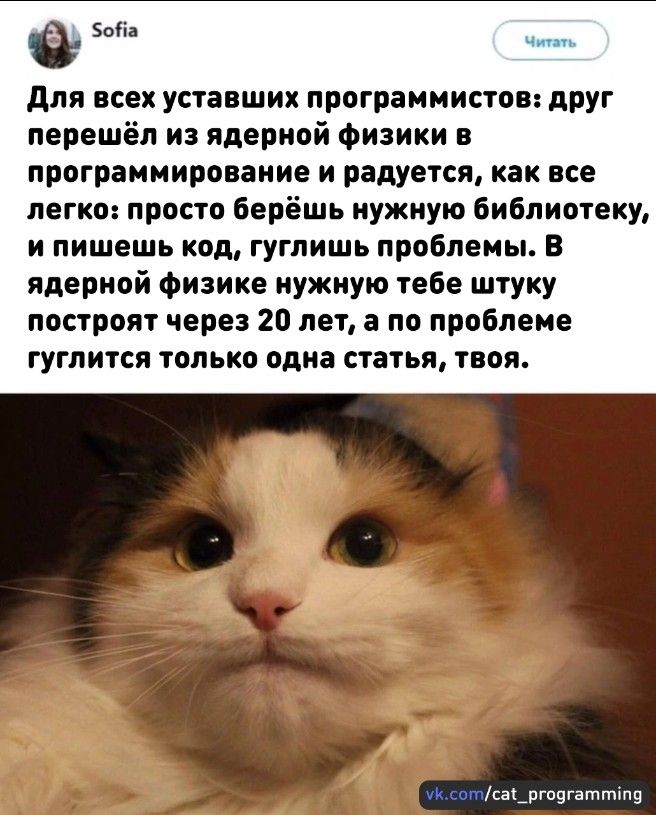 Sofia
Читать
Для всех уставших программистов: друг
перешёл из ядерной физики в
программирование и радуется, как все
легко: просто берёшь нужную библиотеку,
и пишешь код, гуглишь проблемы. В
ядерной физике нужную тебе штуку
построят через 20 лет, а по проблеме
гуглится только одна статья, твоя.
vk.com/cat_programming